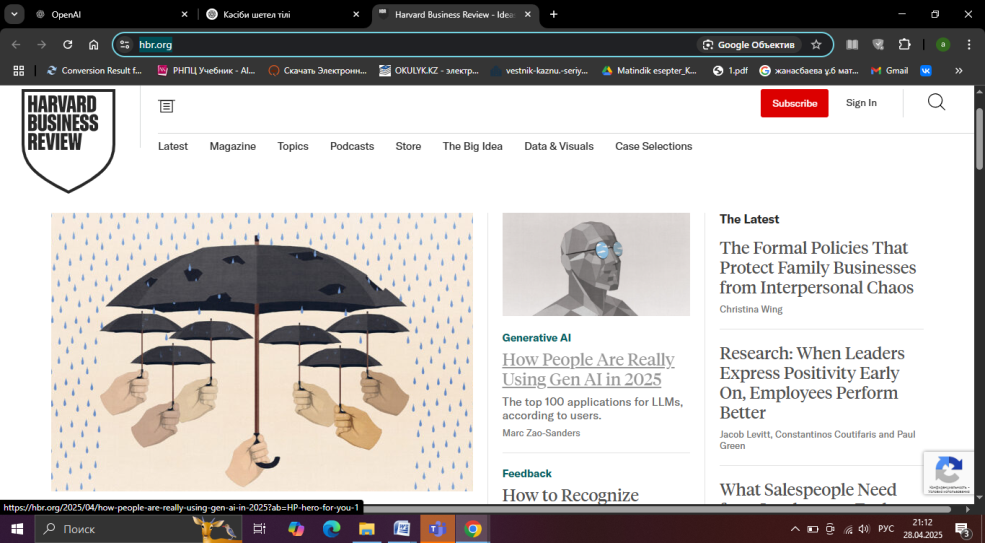 OpenAI
Кәсіби шетел тілі
Harvard Business Review - Idea
hbr.org
Google Объектив
a
Conversion Result f...
РНПЦ Учебник - Al...
Скачать Электронн...
OKULYK.KZ - электр...
vestnik-kaznu.-seriy...
Matindik esepter_K...
1.pdf
жанасбаева ұ.б мат...
Gmail
HARVARD
BUSINESS
REVIEW
Subscribe
Sign In
Latest
Magazine
Topics
Podcasts
Store
The Big Idea
Data & Visuals
Case Selections
Generative AI
How People Are Really
Using Gen AI in 2025
The top 100 applications for LLMs,
according to users.
Marc Zao-Sanders
Feedback
How to Recognize
The Latest
The Formal Policies That
Protect Family Businesses
from Interpersonal Chaos
Christina Wing
Research: When Leaders
Express Positivity Early
On, Employees Perform
Better
Jacob Levitt, Constantinos Coutifaris and Paul
Green
What Salespeople Need
https://hbr.org/2025/04/how-people-are-really-using-gen-ai-in-2025?ab=HP-hero-for-you-1
Поиск
РУС
21:12
28.04.2025
3